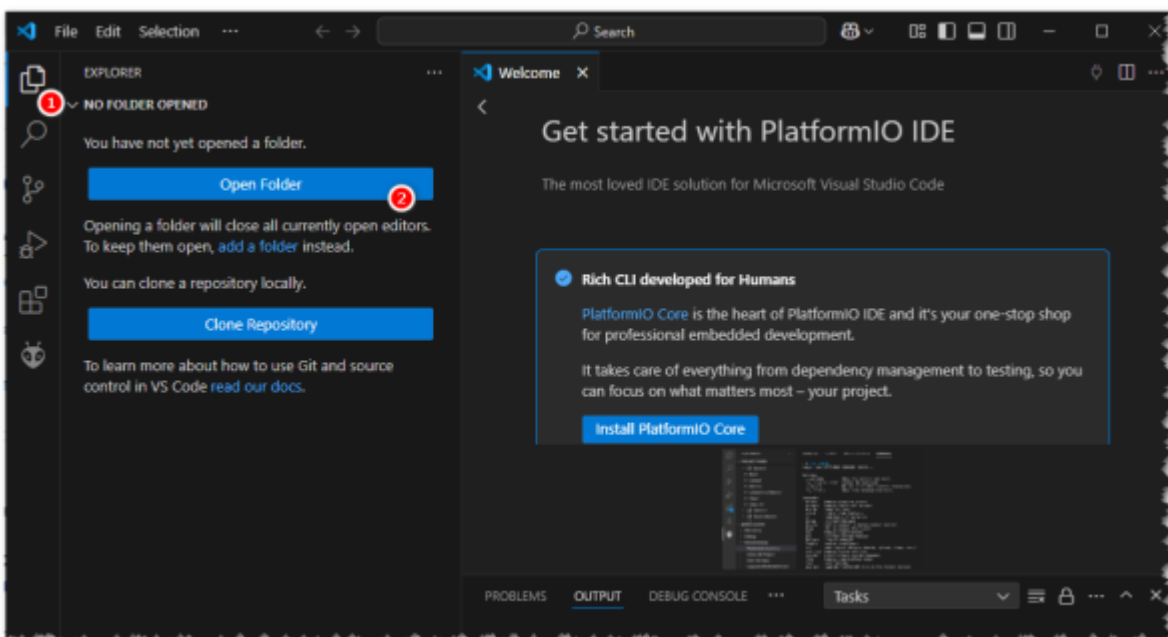 File Edit Selection ···
Search
EXPLORER ···
Welcome
1
NO FOLDER OPENED
You have not yet opened a folder.
Open Folder
2
Opening a folder will close all currently open editors.
To keep them open, add a folder instead.
You can clone a repository locally.
Clone Repository
To learn more about how to use Git and source
control in VS Code read our docs.
Get started with PlatformIO IDE
The most loved IDE solution for Microsoft Visual Studio Code
Rich CLI developed for Humans
PlatformIO Core is the heart of PlatformIO IDE and it's your one-stop shop
for professional embedded development.
It takes care of everything from dependency management to testing, so you
can focus on what matters most – your project.
Install PlatformIO Core
PROBLEMS OUTPUT DEBUG CONSOLE ··· Tasks ···